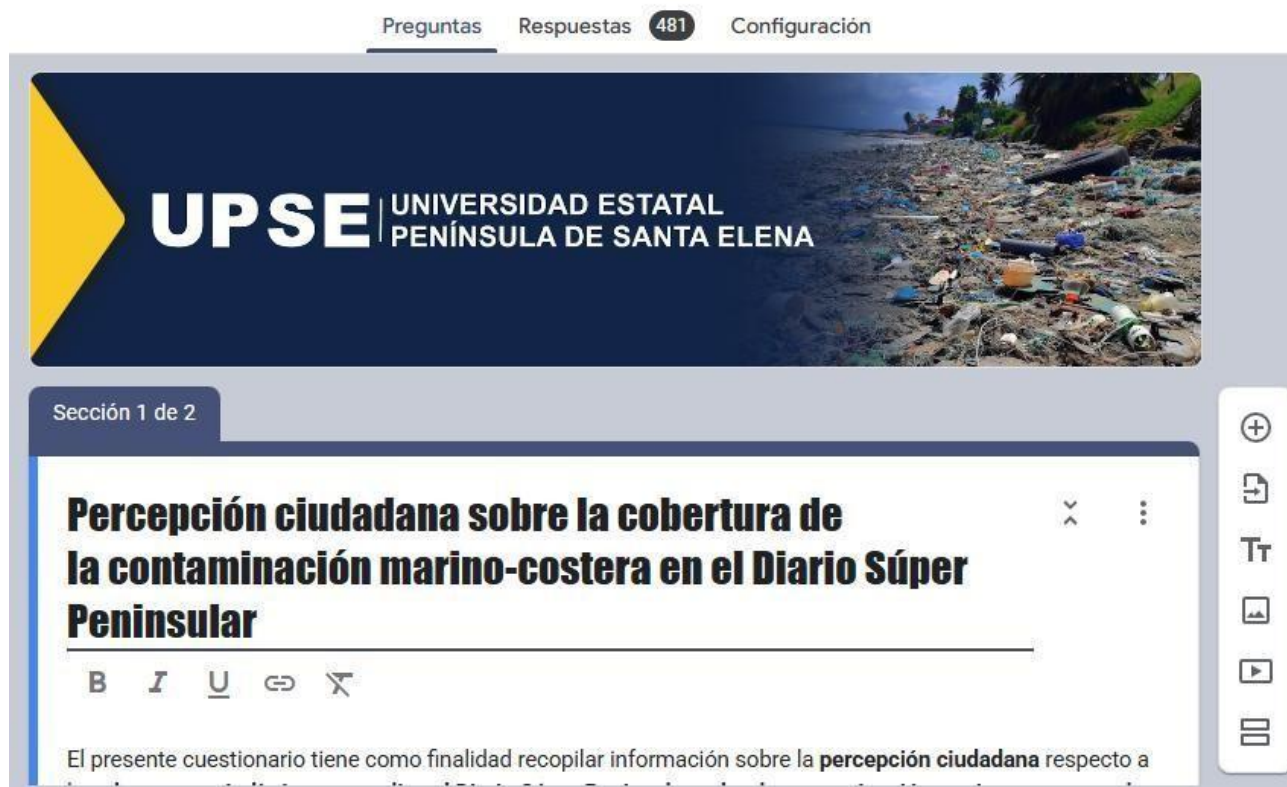 Preguntas Respuestas 481 Configuración
UPSE UNIVERSIDAD ESTATAL
PENÍNSULA DE SANTA ELENA
Sección 1 de 2
Percepción ciudadana sobre la cobertura de
la contaminación marino-costera en el Diario Súper
Peninsular
B I U
Tт
El presente cuestionario tiene como finalidad recopilar información sobre la percepción ciudadana respecto a